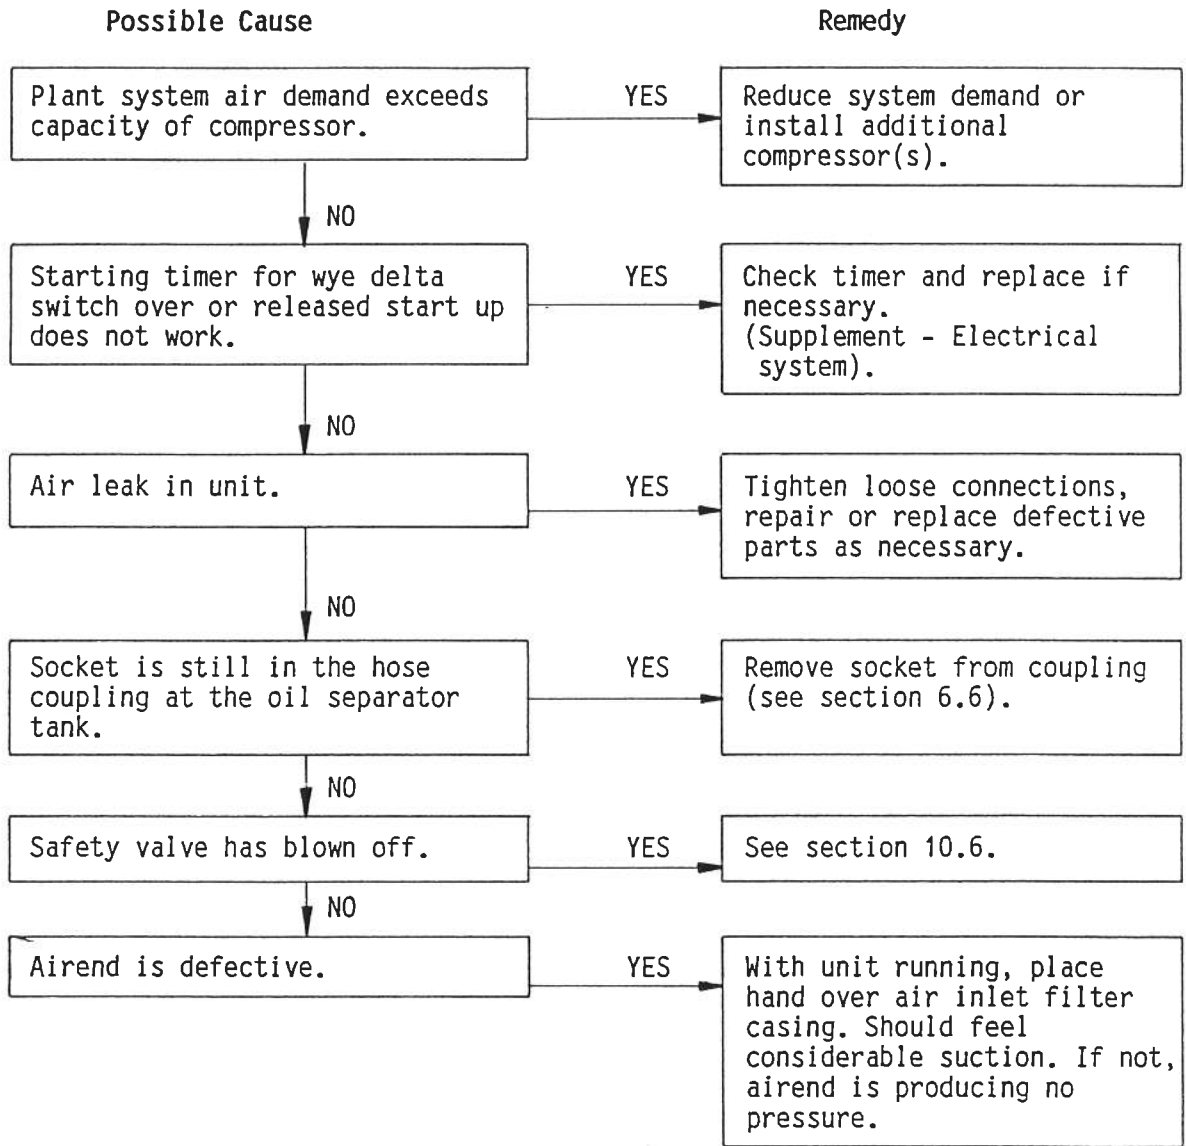 Possible Cause
Remedy
Plant system air demand exceeds
capacity of compressor.
YES
Reduce system demand or
install additional
compressor(s).
NO
Starting timer for wye delta
switch over or released start up
does not work.
YES
Check timer and replace if
necessary.
(Supplement - Electrical
system).
NO
Air leak in unit.
YES
Tighten loose connections,
repair or replace defective
parts as necessary.
NO
Socket is still in the hose
coupling at the oil separator
tank.
YES
Remove socket from coupling
(see section 6.6).
NO
Safety valve has blown off.
YES
See section 10.6.
NO
Airend is defective.
YES
With unit running, place
hand over air inlet filter
casing. Should feel
considerable suction. If not,
airend is producing no
pressure.